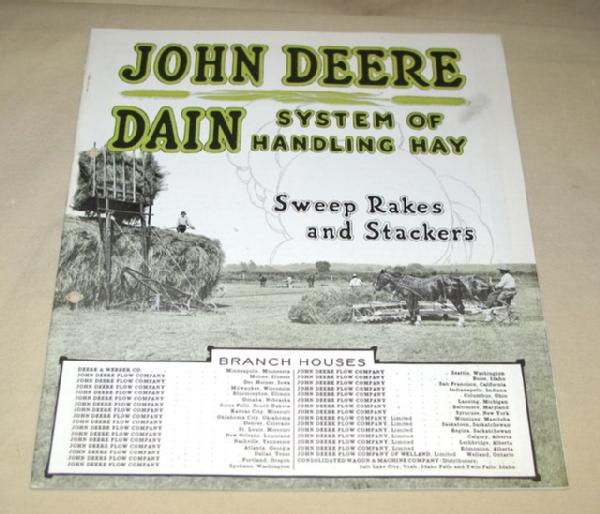 JOHN DEERE
DAIN SYSTEM OF HANDLING HAY
Sweep Rakes
and Stackers
BRANCH HOUSES
DEERE & WEBBER CO. Minneapolis, Minnesota
JOHN DEERE PLOW COMPANY Moline, Illinois
JOHN DEERE PLOW COMPANY Des Moines, Iowa
JOHN DEERE PLOW COMPANY Milwaukee, Wisconsin
JOHN DEERE PLOW COMPANY Bloomington, Illinois
JOHN DEERE PLOW COMPANY Omaha, Nebraska
JOHN DEERE PLOW COMPANY Sioux Falls, South Dakota
JOHN DEERE PLOW COMPANY Kansas City, Missouri
JOHN DEERE PLOW COMPANY Oklahoma City, Oklahoma
JOHN DEERE PLOW COMPANY Denver, Colorado
JOHN DEERE PLOW COMPANY St. Louis, Missouri
JOHN DEERE PLOW COMPANY New Orleans, Louisiana
JOHN DEERE PLOW COMPANY Nashville, Tennessee
JOHN DEERE PLOW COMPANY Atlanta, Georgia
JOHN DEERE PLOW COMPANY Dallas, Texas
JOHN DEERE PLOW COMPANY Portland, Oregon
JOHN DEERE PLOW COMPANY Spokane, Washington
JOHN DEERE PLOW COMPANY Seattle, Washington
JOHN DEERE PLOW COMPANY Boise, Idaho
JOHN DEERE PLOW COMPANY San Francisco, California
JOHN DEERE PLOW COMPANY Indianapolis, Indiana
JOHN DEERE PLOW COMPANY Columbus, Ohio
JOHN DEERE PLOW COMPANY Lansing, Michigan
JOHN DEERE PLOW COMPANY Baltimore, Maryland
JOHN DEERE PLOW COMPANY Syracuse, New York
JOHN DEERE PLOW COMPANY, Limited Winnipeg, Manitoba
JOHN DEERE PLOW COMPANY, Limited Saskatoon, Saskatchewan
JOHN DEERE PLOW COMPANY, Limited Regina, Saskatchewan
JOHN DEERE PLOW COMPANY, Limited Calgary, Alberta
JOHN DEERE PLOW COMPANY, Limited Lethbridge, Alberta
JOHN DEERE PLOW COMPANY, Limited Edmonton, Alberta
JOHN DEERE PLOW COMPANY OF WELLAND, Limited Welland, Ontario
CONSOLIDATED WAGON & MACHINE COMPANY Distributors:
Salt Lake City, Utah, Idaho Falls and Twin Falls, Idaho